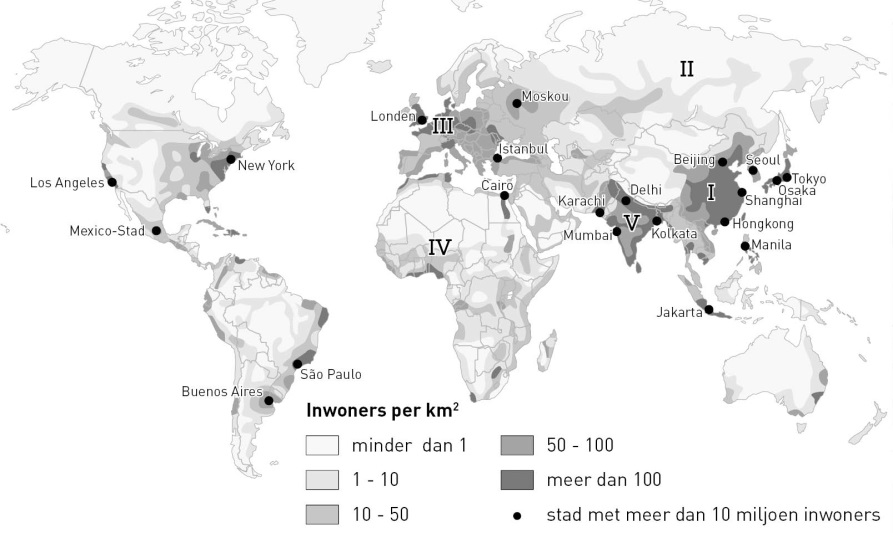 II
Moskou
Londen
III
Istanbul
New York
Beijing
Seoul
Tokyo
Osaka
Los Angeles
Cairo
Delhi
I
Shanghai
Karachi
Mexico-Stad
V
Hongkong
Mumbai
Kolkata
IV
Manila
Jakarta
São Paulo
Buenos Aires
Inwoners per km²
minder dan 1
1 - 10
10 - 50
50 - 100
meer dan 100
stad met meer dan 10 miljoen inwoners